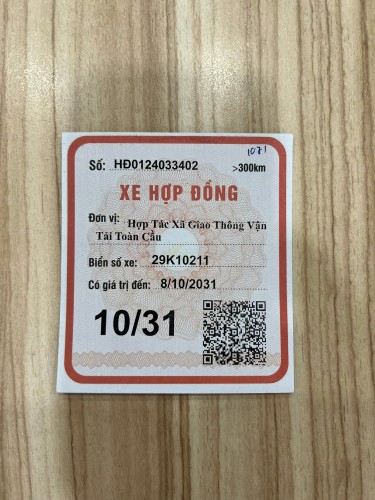 1071
Số: HĐ0124033402 >300km
XE HỢP ĐỒNG
Đơn vị: Hợp Tác Xã Giao Thông Vận
Tải Toàn Cầu
Biển số xe: 29K10211
Có giá trị đến: 8/10/2031
10/31